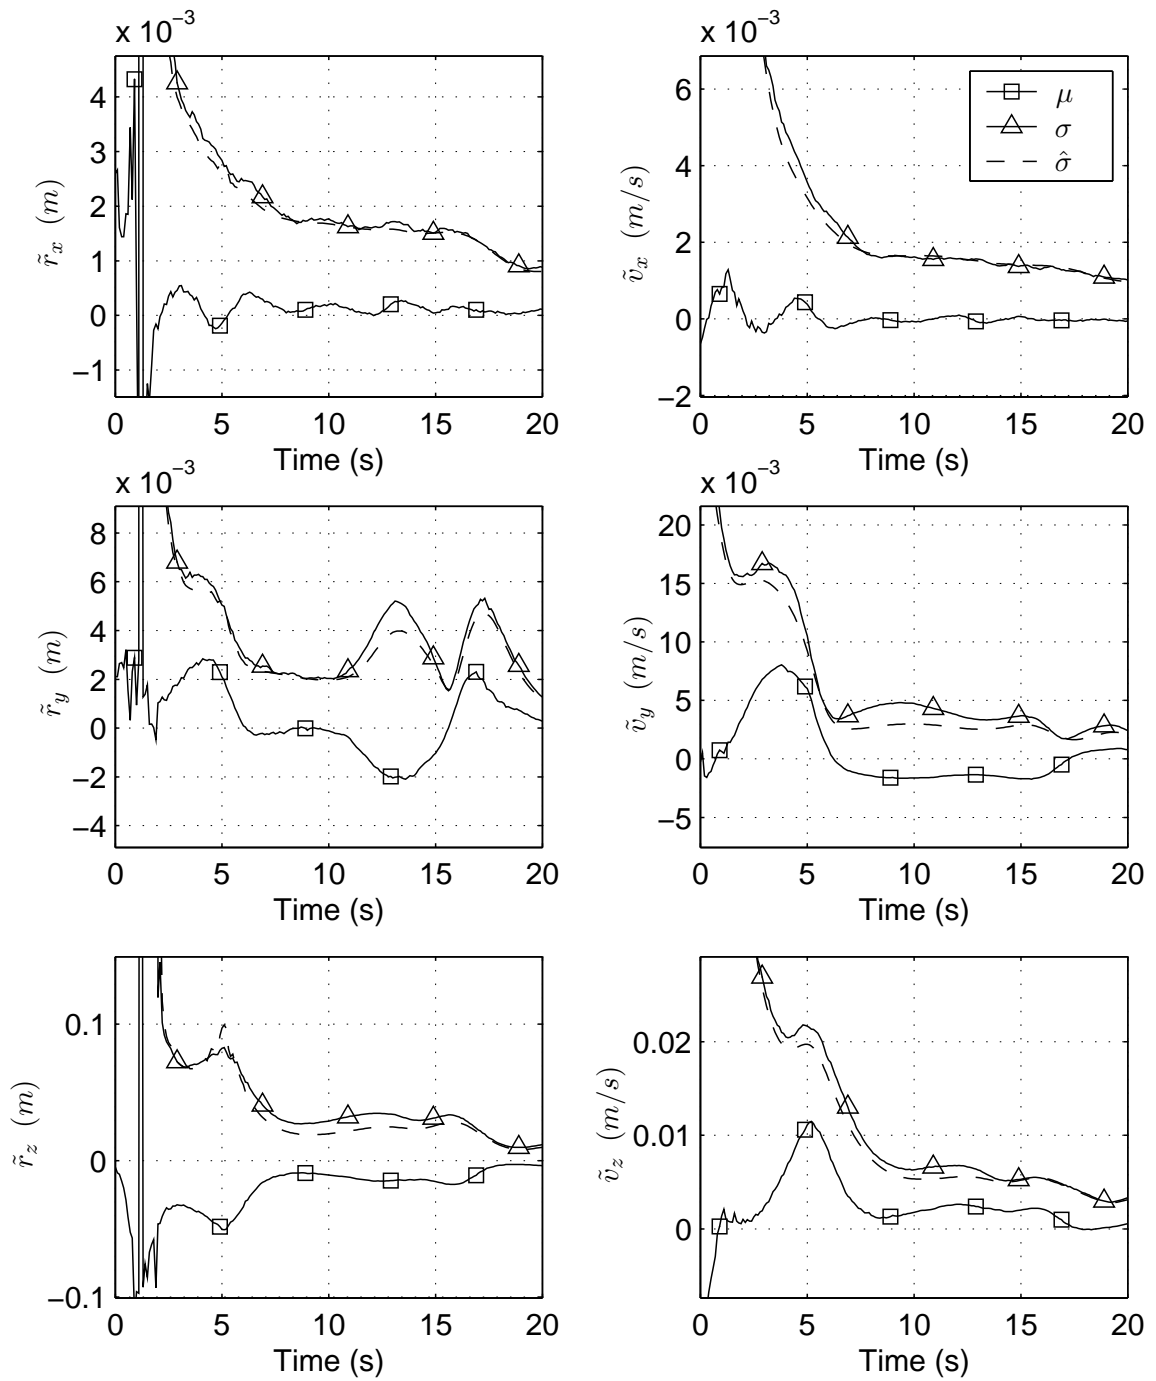 x 10⁻³
4
3
2
1
0
−1
r̃ₓ (m)
0 5 10 15 20
Time (s)
x 10⁻³
6
4
2
0
−2
ṽₓ (m/s)
μ
σ
σ̂
0 5 10 15 20
Time (s)
x 10⁻³
8
6
4
2
0
−2
−4
r̃_y (m)
0 5 10 15 20
Time (s)
x 10⁻³
20
15
10
5
0
−5
ṽ_y (m/s)
0 5 10 15 20
Time (s)
0.1
0
−0.1
r̃_z (m)
0 5 10 15 20
Time (s)
0.02
0.01
0
ṽ_z (m/s)
0 5 10 15 20
Time (s)